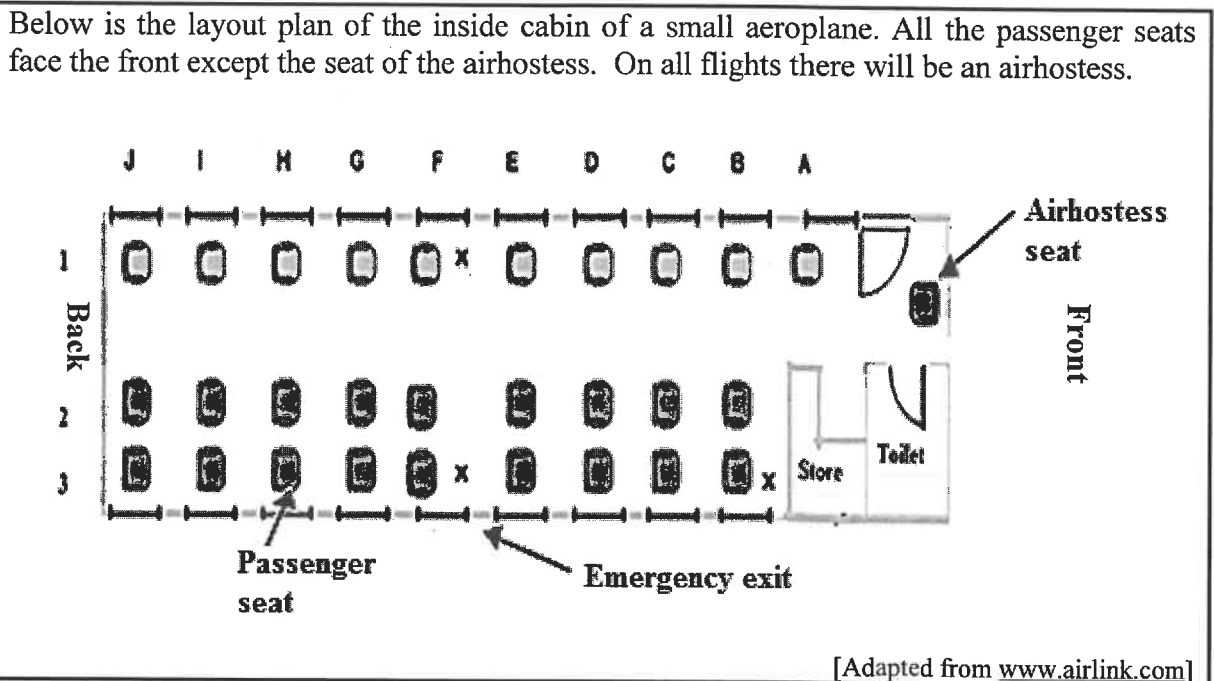 Below is the layout plan of the inside cabin of a small aeroplane. All the passenger seats
face the front except the seat of the airhostess. On all flights there will be an airhostess.
J I H G F E D C B A
Airhostess
seat
1
x
Back
Front
2
3
x
x
Store
Toilet
Passenger
seat
Emergency exit
[Adapted from www.airlink.com]